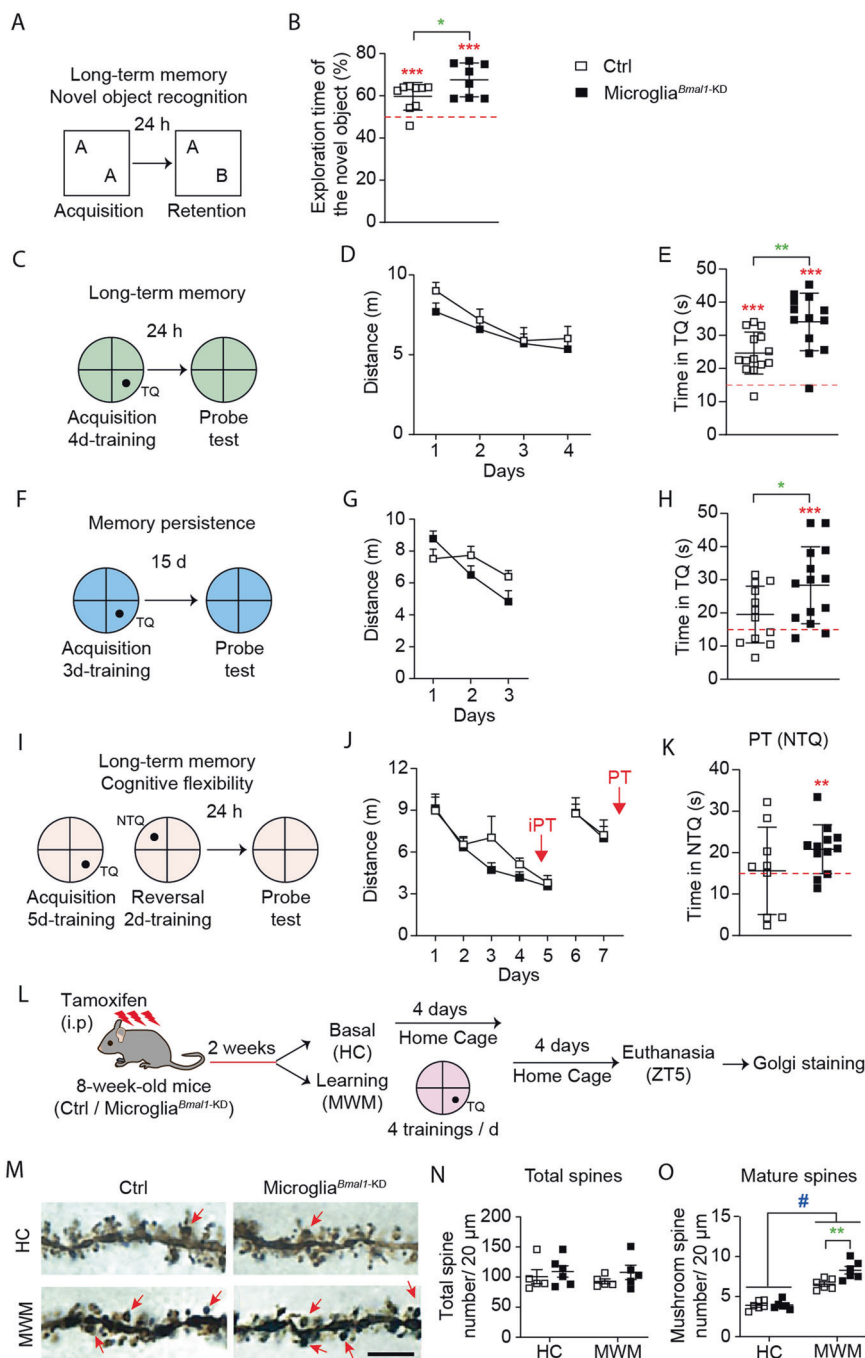 A
Long-term memory
Novel object recognition
24 h
A
A
A
B
Acquisition
Retention
B
Exploration time of
the novel object (%)
80
60
40
20
0
***
*
***
Ctrl
Microglia Bmal1-KD
C
Long-term memory
24 h
TQ
Acquisition
4d-training
Probe
test
D
Distance (m)
10
5
0
1 2 3 4
Days
E
Time in TQ (s)
50
40
30
20
10
0
***
**
***
F
Memory persistence
15 d
TQ
Acquisition
3d-training
Probe
test
G
Distance (m)
10
8
6
4
2
0
1 2 3
Days
H
Time in TQ (s)
50
40
30
20
10
0
*
***
I
Long-term memory
Cognitive flexibility
24 h
NTQ
TQ
Acquisition
5d-training
Reversal
2d-training
Probe
test
J
Distance (m)
12
9
6
3
0
iPT
PT
1 2 3 4 5 6 7
Days
K
PT (NTQ)
Time in NTQ (s)
40
30
20
10
0
**
L
Tamoxifen
(i.p)
8-week-old mice
(Ctrl / Microglia Bmal1-KD)
2 weeks
Basal
(HC)
Learning
(MWM)
4 days
Home Cage
TQ
4 trainings / d
4 days
Home Cage
Euthanasia
(ZT5)
Golgi staining
M
Ctrl
Microglia Bmal1-KD
HC
MWM
N
Total spines
Total spine
number/ 20 µm
200
150
100
50
0
HC MWM
O
Mature spines
Mushroom spine
number/ 20 µm
15
10
5
0
#
**
HC MWM